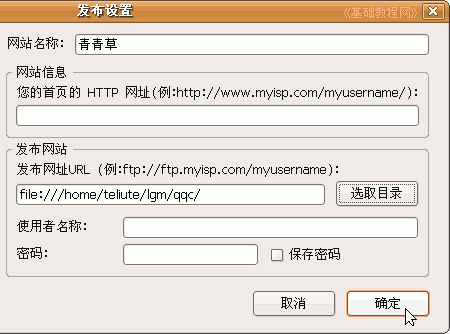 发布设置
《基础教程网》
网站名称: 青青草
网站信息
您的首页的 HTTP 网址(例:http://www.myisp.com/myusername/):
发布网站
发布网址URL (例:ftp://ftp.myisp.com/myusername):
file:///home/teliute/lgm/qqc/ 选取目录
使用者名称:
密码: 保存密码
取消 确定